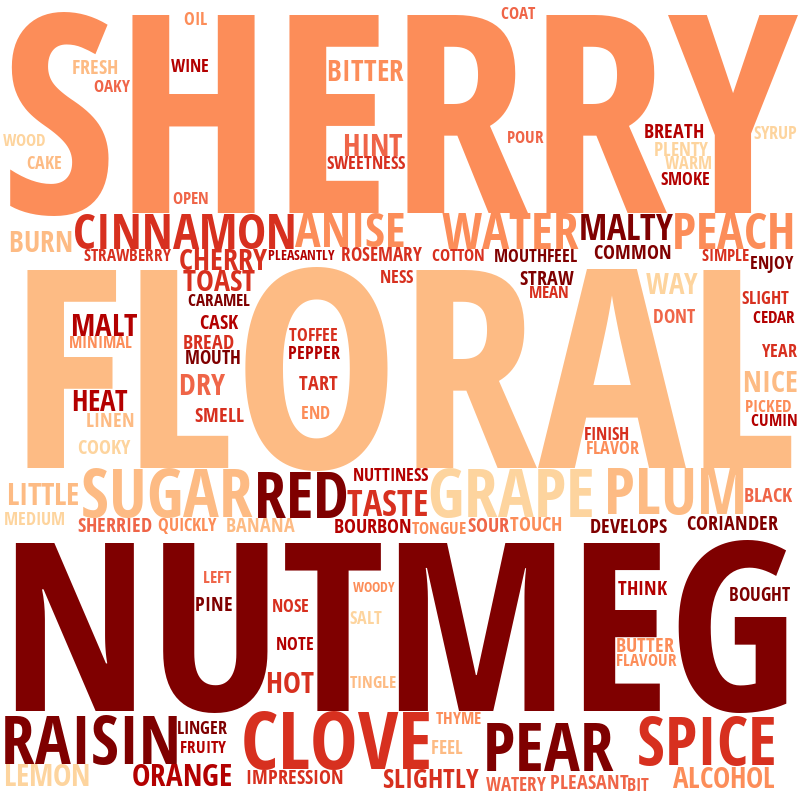 SHERRY
OIL
COAT
FRESH
WINE
BITTER
OAKY
WOOD
CAKE
HINT
SWEETNESS
POUR
BREATH
SYRUP
PLENTY
WARM
SMOKE
OPEN
BURN
CINNAMON
ANISE
WATER
MALTY
PEACH
STRAWBERRY
CHERRY
PLEASANTLY
ROSEMARY
COTTON
MOUTHFEEL
COMMON
SIMPLE
ENJOY
TOAST
NESS
STRAW
MEAN
WAY
FLORAL
CARAMEL
SLIGHT
MALT
CASK
TOFFEE
DONT
CEDAR
MINIMAL
BREAD
MOUTH
PEPPER
YEAR
DRY
TART
NICE
HEAT
LINEN
SMELL
END
PICKED
CUMIN
COOKY
FINISH
FLAVOR
LITTLE
SUGAR
RED
NUTTINESS
TASTE
GRAPE
PLUM
BLACK
MEDIUM
SHERRIED
QUICKLY
BANANA
BOURBON
TONGUE
SOUR
TOUCH
DEVELOPS
CORIANDER
NUTMEG
LEFT
WOODY
THINK
BOUGHT
PINE
NOSE
SALT
NOTE
BUTTER
FLAVOUR
HOT
TINGLE
RAISIN
LINGER
FRUITY
CLOVE
THYME
FEEL
PEAR
SPICE
LEMON
ORANGE
IMPRESSION
SLIGHTLY
WATERY
PLEASANT
BIT
ALCOHOL